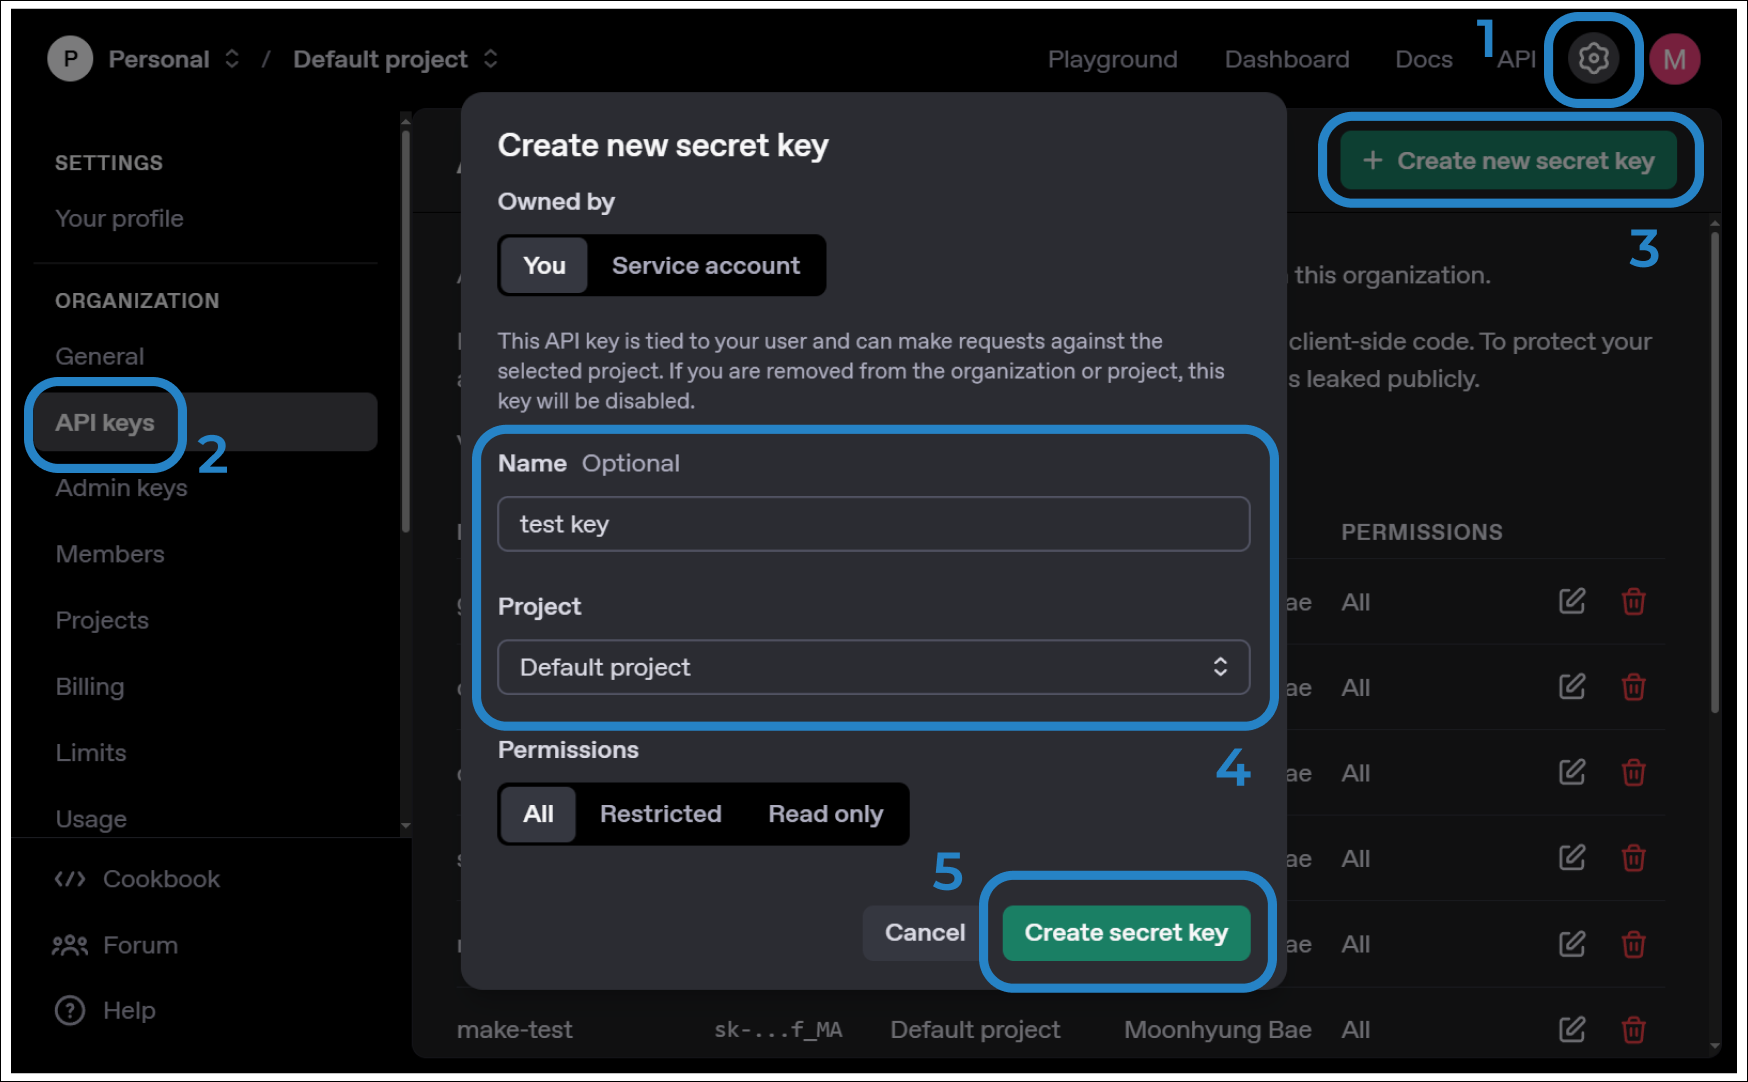 P Personal / Default project
Playground Dashboard Docs API M
1
SETTINGS
Your profile
ORGANIZATION
General
API keys
2
Admin keys
Members
Projects
Billing
Limits
Usage
Cookbook
Forum
Help
Create new secret key
Owned by
You Service account
This API key is tied to your user and can make requests against the
selected project. If you are removed from the organization or project, this
key will be disabled.
Name Optional
test key
Project
Default project
4
Permissions
All Restricted Read only
5
Cancel Create secret key
+ Create new secret key
3
this organization.
client-side code. To protect your
s leaked publicly.
PERMISSIONS
ae All
ae All
ae All
ae All
ae All
make-test sk-...f_MA Default project Moonhyung Bae All